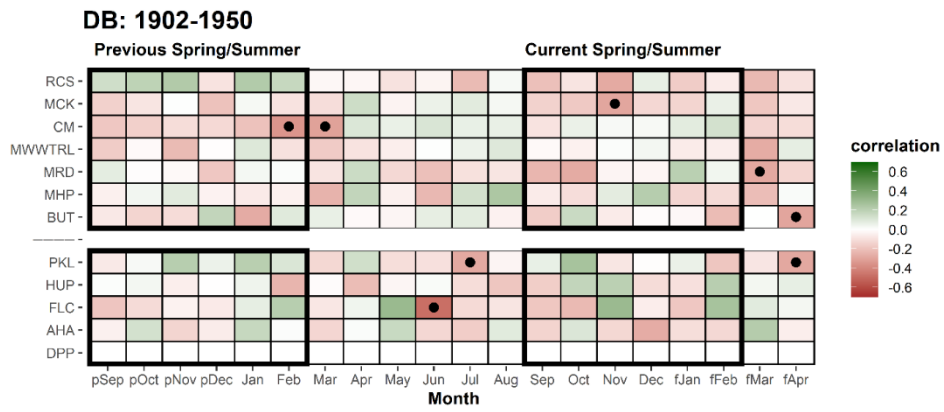 DB: 1902-1950
Previous Spring/Summer
Current Spring/Summer
RCS
MCK
CM
MWWTRL
MRD
MHP
BUT
————
PKL
HUP
FLC
AHA
DPP
pSep pOct pNov pDec Jan Feb Mar Apr May Jun Jul Aug Sep Oct Nov Dec fJan fFeb fMar fApr
Month
correlation
0.6
0.4
0.2
0.0
-0.2
-0.4
-0.6